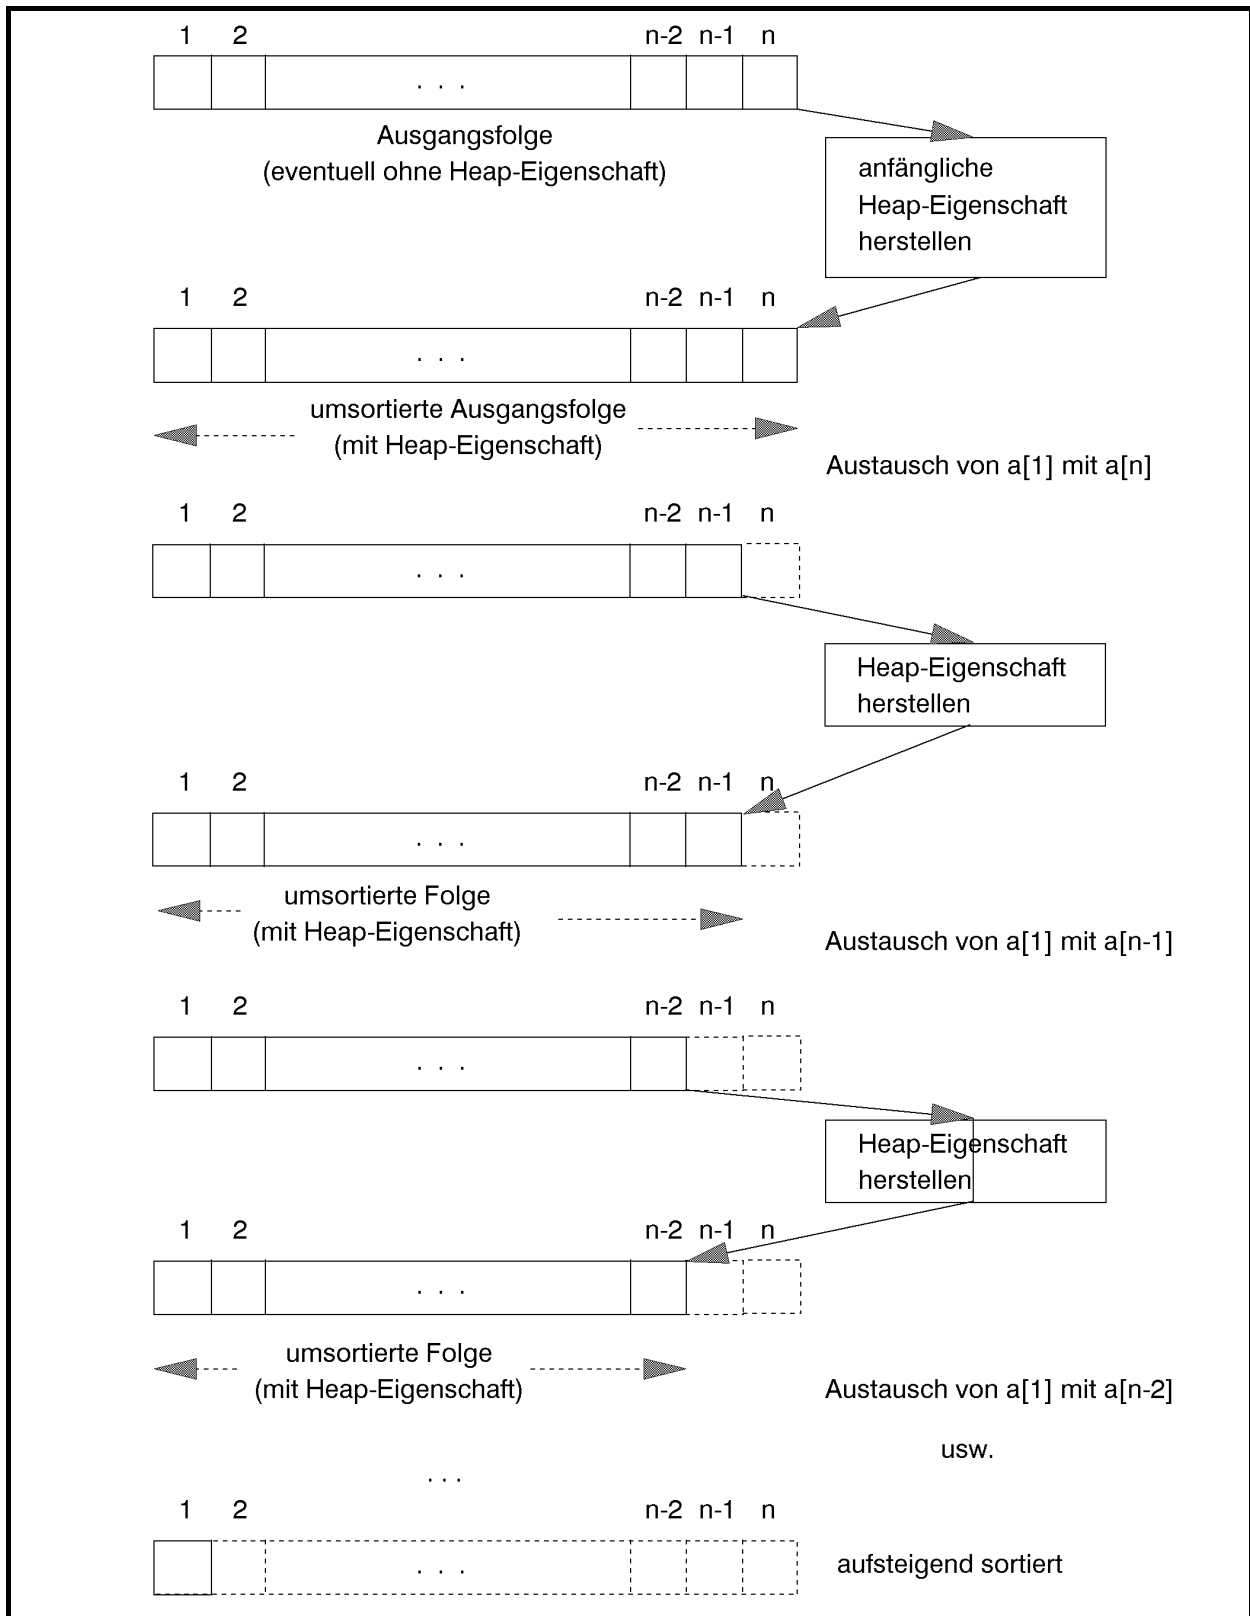 1 2 n-2 n-1 n
. . .
Ausgangsfolge
(eventuell ohne Heap-Eigenschaft)
anfängliche
Heap-Eigenschaft
herstellen
1 2 n-2 n-1 n
. . .
umsortierte Ausgangsfolge
(mit Heap-Eigenschaft)
Austausch von a[1] mit a[n]
1 2 n-2 n-1 n
. . .
Heap-Eigenschaft
herstellen
1 2 n-2 n-1 n
. . .
umsortierte Folge
(mit Heap-Eigenschaft)
Austausch von a[1] mit a[n-1]
1 2 n-2 n-1 n
. . .
Heap-Eigenschaft
herstellen
1 2 n-2 n-1 n
. . .
umsortierte Folge
(mit Heap-Eigenschaft)
Austausch von a[1] mit a[n-2]
usw.
. . .
1 2 n-2 n-1 n
. . .
aufsteigend sortiert